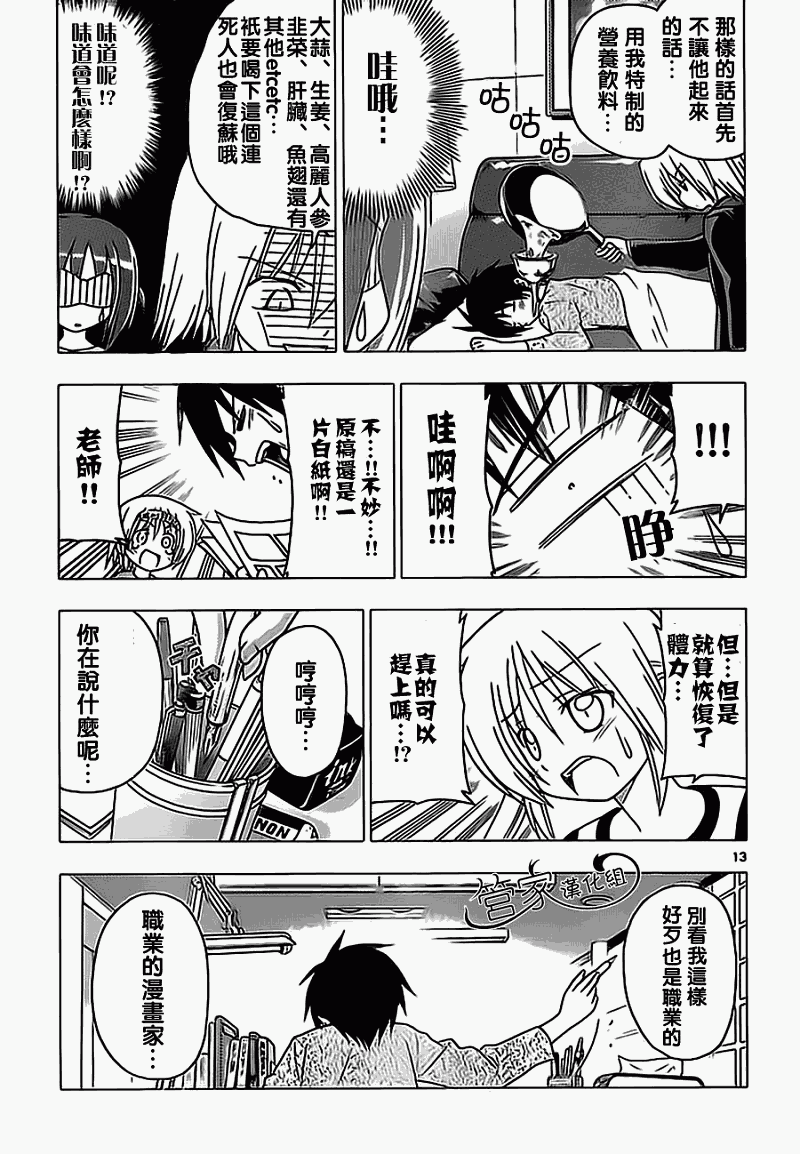 那樣的話首先
不讓他起來
的話…
用我特制的
營養飲料…
咕咕咕
哇哦…
大蒜、生姜、高麗人參
韭菜、肝臟、魚翅還有
其他etcetc…
衹要喝下這個連
死人也會復蘇哦
味道呢!?
味道會怎麼樣啊!?
!!!
睁
哇啊啊!!!
不…!!不妙…!!
原稿還是一
片白紙啊!!
老師!!
但…但是
就算恢復了
體力…
真的可以
趕上嗎…!?
哼哼哼…
チャ
你在說什麼呢…
NON
13
管家
漢化組
別看我這樣
好歹也是職業的
職業的漫畫家…